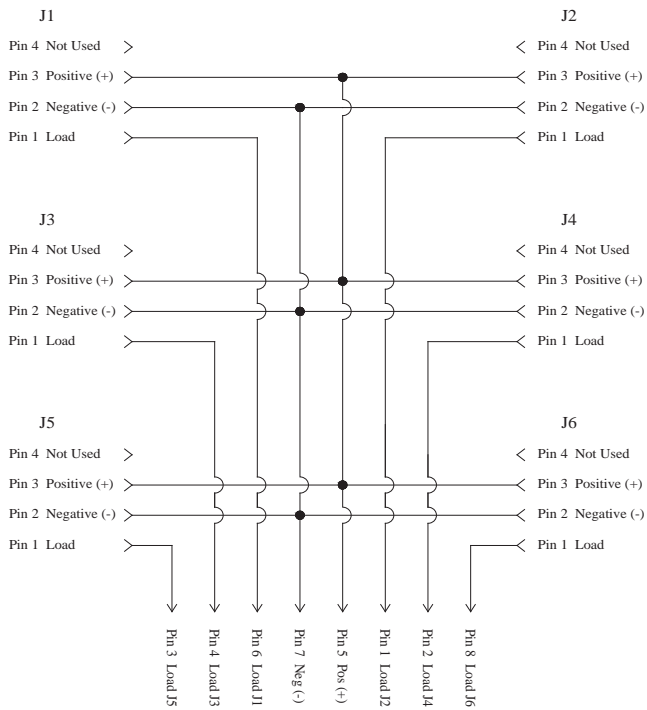 J1
Pin 4 Not Used
Pin 3 Positive (+)
Pin 2 Negative (-)
Pin 1 Load
J2
Pin 4 Not Used
Pin 3 Positive (+)
Pin 2 Negative (-)
Pin 1 Load
J3
Pin 4 Not Used
Pin 3 Positive (+)
Pin 2 Negative (-)
Pin 1 Load
J4
Pin 4 Not Used
Pin 3 Positive (+)
Pin 2 Negative (-)
Pin 1 Load
J5
Pin 4 Not Used
Pin 3 Positive (+)
Pin 2 Negative (-)
Pin 1 Load
J6
Pin 4 Not Used
Pin 3 Positive (+)
Pin 2 Negative (-)
Pin 1 Load
Pin 3 Load J5
Pin 4 Load J3
Pin 6 Load J1
Pin 7 Neg (-)
Pin 5 Pos (+)
Pin 1 Load J2
Pin 2 Load J4
Pin 8 Load J6